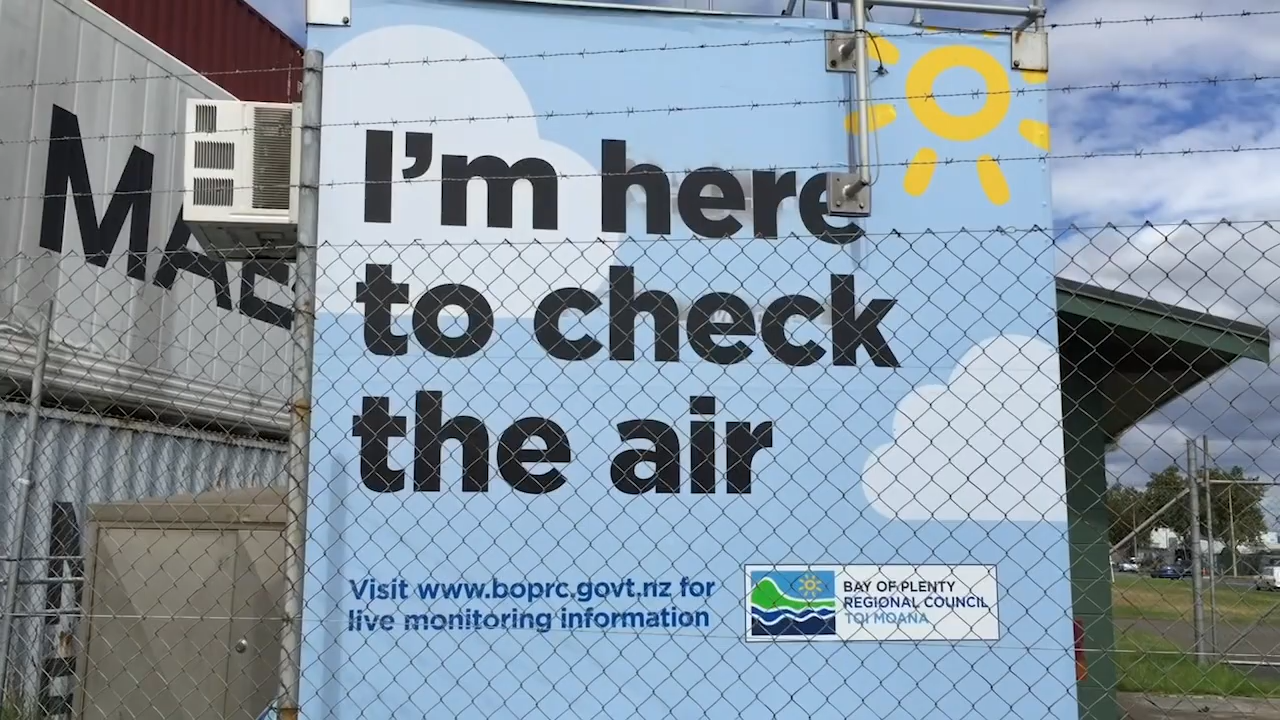 I'm here
to check
the air
Visit www.boprc.govt.nz for
live monitoring information
BAY OF PLENTY
REGIONAL COUNCIL
TOI MOANA